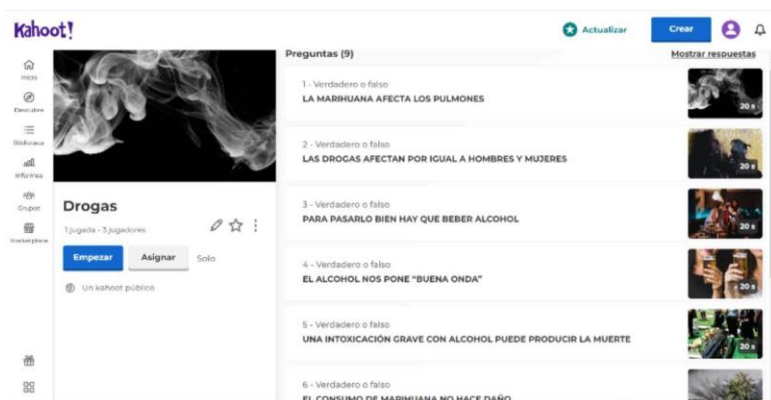 Kahoot!
Actualizar
Crear
Inicio
Descubre
Biblioteca
Informes
Grupos
Marketplace
Drogas
1 jugada - 3 jugadores
Empezar
Asignar
Solo
Un kahoot público
Preguntas (9)
Mostrar respuestas
1 - Verdadero o falso
LA MARIHUANA AFECTA LOS PULMONES
20 s
2 - Verdadero o falso
LAS DROGAS AFECTAN POR IGUAL A HOMBRES Y MUJERES
20 s
3 - Verdadero o falso
PARA PASARLO BIEN HAY QUE BEBER ALCOHOL
20 s
4 - Verdadero o falso
EL ALCOHOL NOS PONE "BUENA ONDA"
20 s
5 - Verdadero o falso
UNA INTOXICACIÓN GRAVE CON ALCOHOL PUEDE PRODUCIR LA MUERTE
20 s
6 - Verdadero o falso
EL CONSUMO DE MARIHUANA NO HACE DAÑO